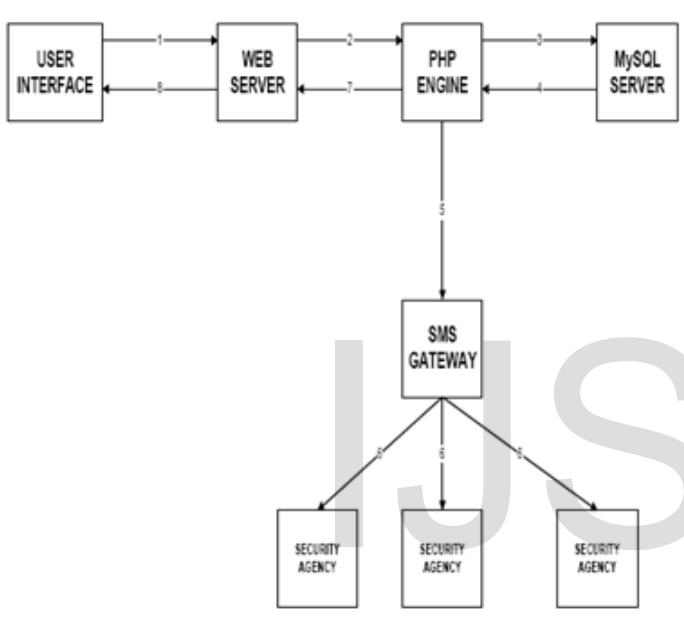 1
2
3
USER
INTERFACE
WEB
SERVER
PHP
ENGINE
MySQL
SERVER
8
7
4
5
SMS
GATEWAY
6
6
6
SECURITY
AGENCY
SECURITY
AGENCY
SECURITY
AGENCY
IJS